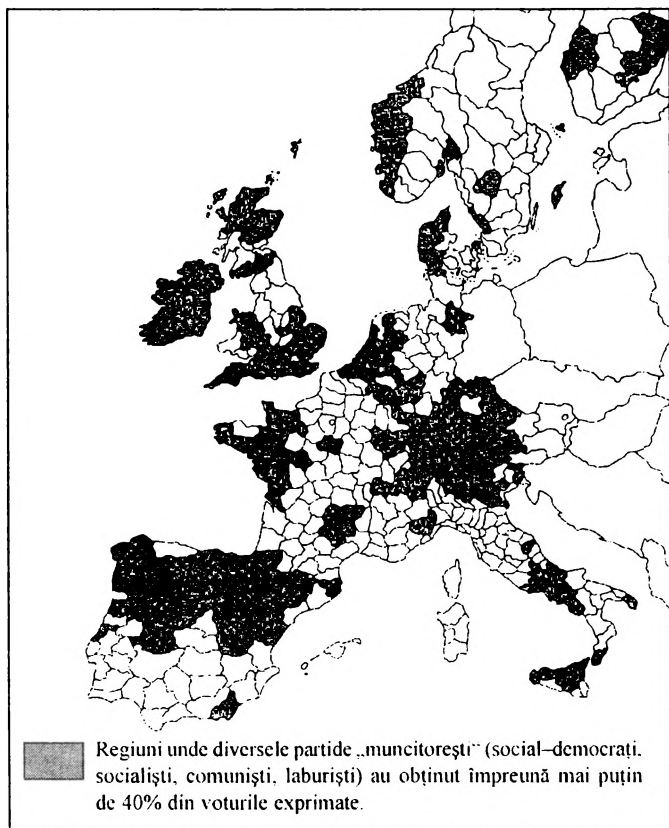 Regiuni unde diversele partide „muncitorești“ (social–democrați,
socialiști, comuniști, laburiști) au obținut împreună mai puțin
de 40% din voturile exprimate.